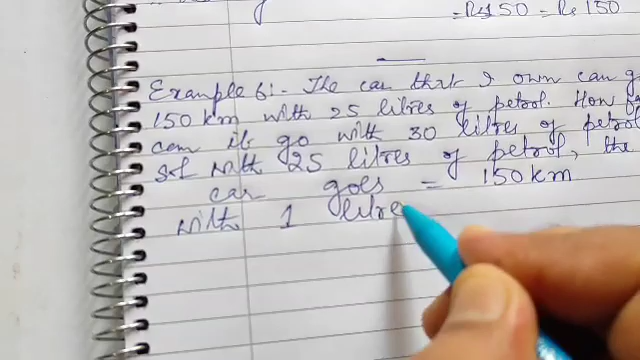 = Rs 150 = Rs 150
Example 6:- The car that I own can g
150 km with 25 litres of petrol. How fa
can it go with 30 litres of petrol
Sol with 25 litres of petrol, the
car goes = 150 km
with 1 litre